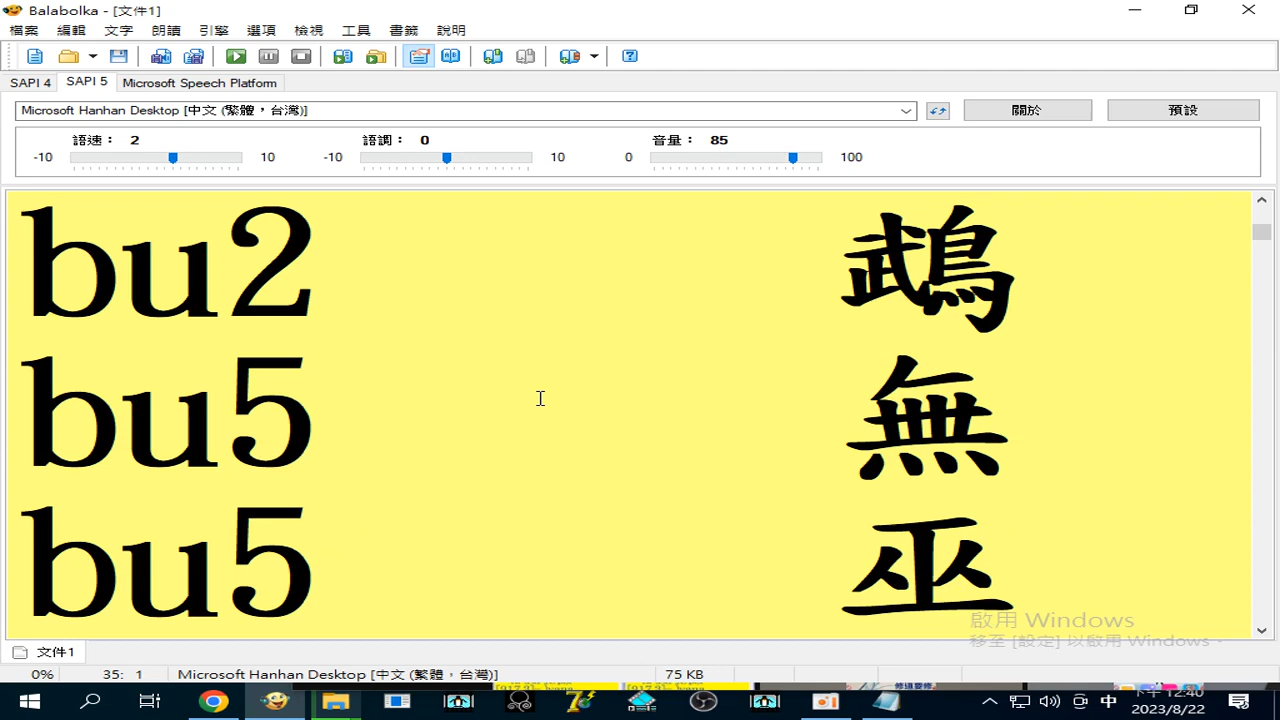 Balabolka - [文件1]
檔案 編輯 文字 朗讀 引擎 選項 檢視 工具 書籤 說明
SAPI 4 SAPI 5 Microsoft Speech Platform
Microsoft Hanhan Desktop [中文 (繁體，台灣)] 關於 預設
語速： 2 語調： 0 音量： 85
-10 10 -10 10 0 100
bu2 鵡
bu5 無
bu5 巫
啟用 Windows
移至 [設定] 以啟用 Windows。
文件1
0% 35: 1 Microsoft Hanhan Desktop [中文 (繁體，台灣)] 75 KB
中 下午 12:40
2023/8/22